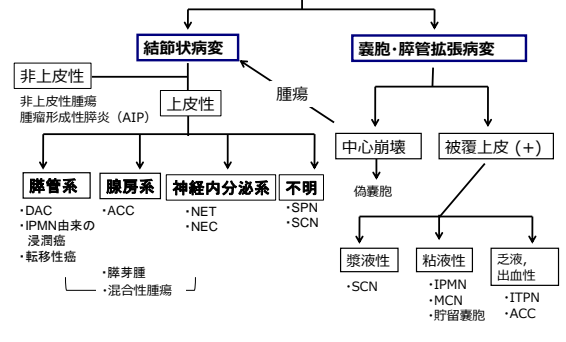 結節状病変
嚢胞・膵管拡張病変
非上皮性
非上皮性腫瘍
腫瘤形成性膵炎（AIP）
上皮性
腫瘍
中心崩壊
被覆上皮 (+)
偽嚢胞
膵管系
腺房系
神経内分泌系
不明
・DAC
・IPMN由来の
浸潤癌
・転移性癌
・ACC
・NET
・NEC
・SPN
・SCN
・膵芽腫
・混合性腫瘍
漿液性
粘液性
乏液,
出血性
・SCN
・IPMN
・MCN
・貯留嚢胞
・ITPN
・ACC